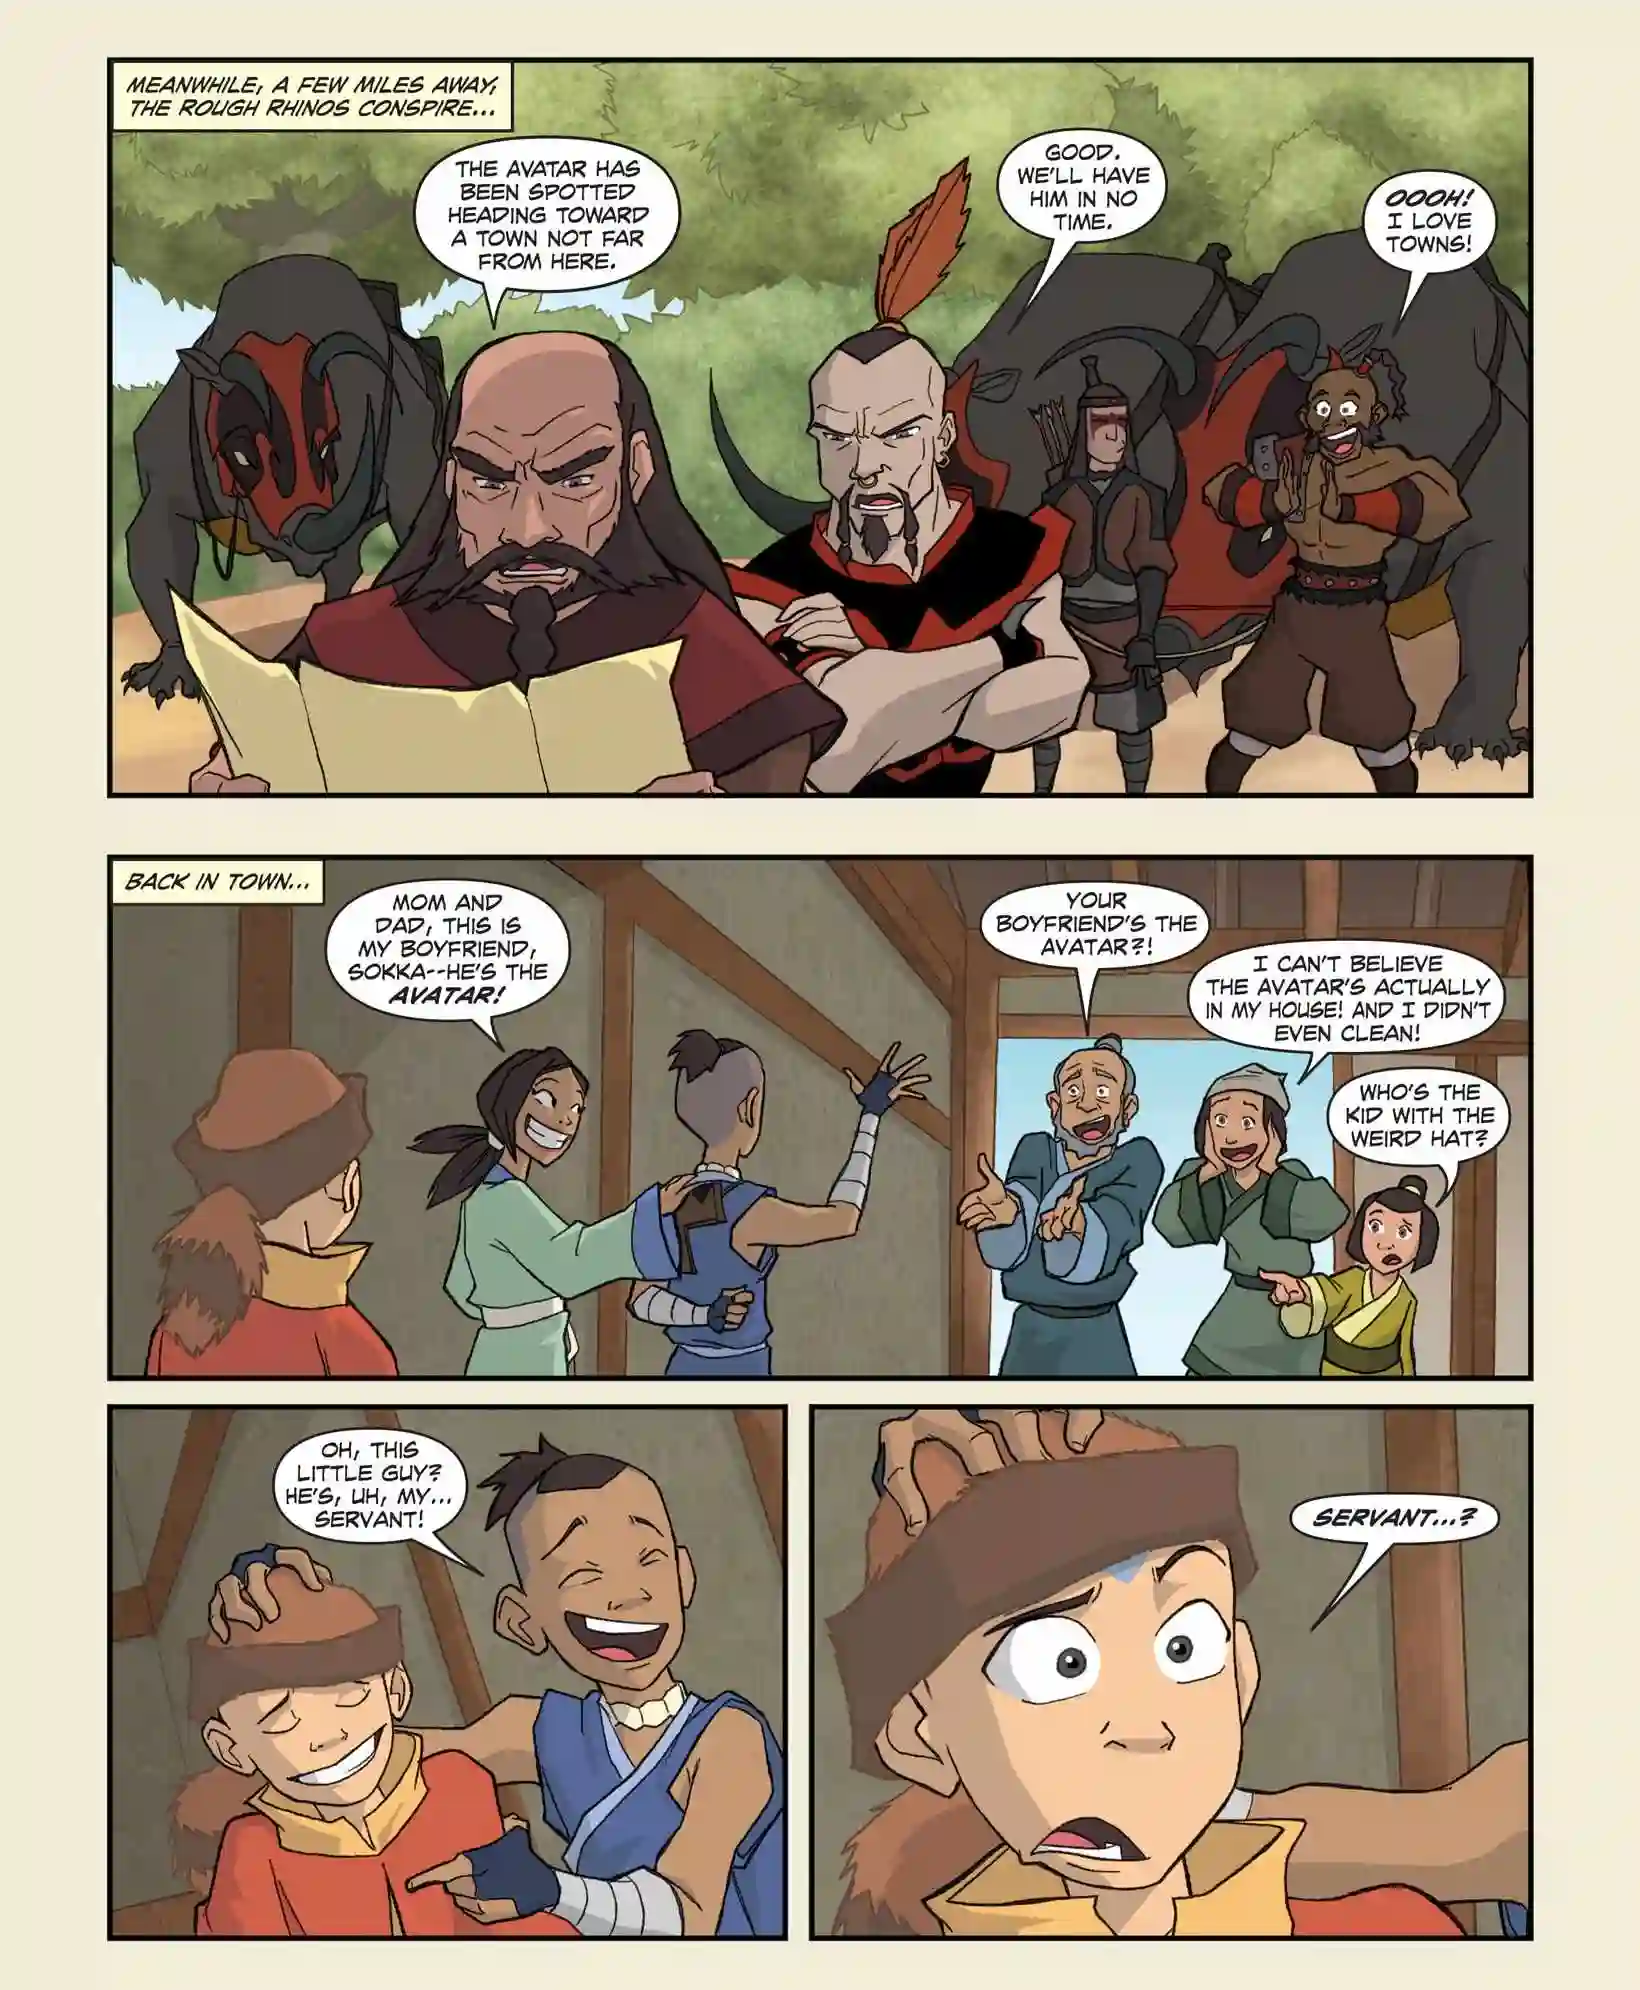 MEANWHILE, A FEW MILES AWAY,
THE ROUGH RHINOS CONSPIRE...
THE AVATAR HAS
BEEN SPOTTED
HEADING TOWARD
A TOWN NOT FAR
FROM HERE.
GOOD.
WE'LL HAVE
HIM IN NO
TIME.
OOOH!
I LOVE
TOWNS!
BACK IN TOWN...
MOM AND
DAD, THIS IS
MY BOYFRIEND,
SOKKA--HE'S THE
AVATAR!
YOUR
BOYFRIEND'S THE
AVATAR?!
I CAN'T BELIEVE
THE AVATAR'S ACTUALLY
IN MY HOUSE! AND I DIDN'T
EVEN CLEAN!
WHO'S THE
KID WITH THE
WEIRD HAT?
OH, THIS
LITTLE GUY?
HE'S, UH, MY...
SERVANT!
SERVANT...?